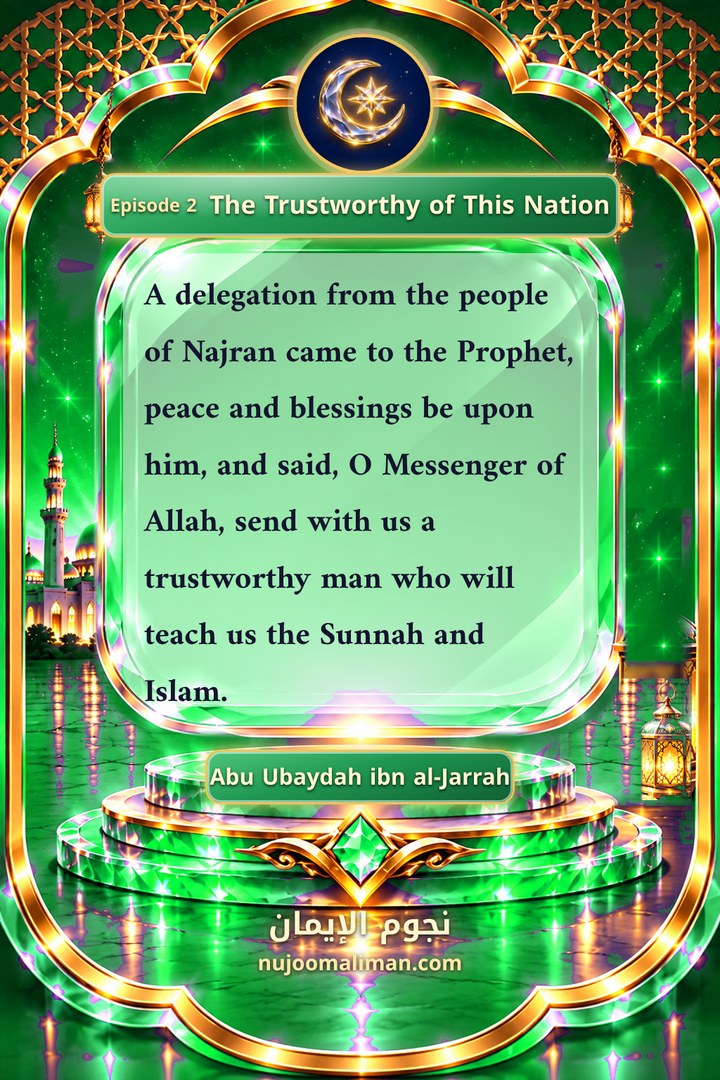 Episode 2 The Trustworthy of This Nation
A delegation from the people
of Najran came to the Prophet,
peace and blessings be upon
him, and said, O Messenger of
Allah, send with us a
trustworthy man who will
teach us the Sunnah and
Islam.
Abu Ubaydah ibn al-Jarrah
نجوم الإيمان
nujoomaliman.com